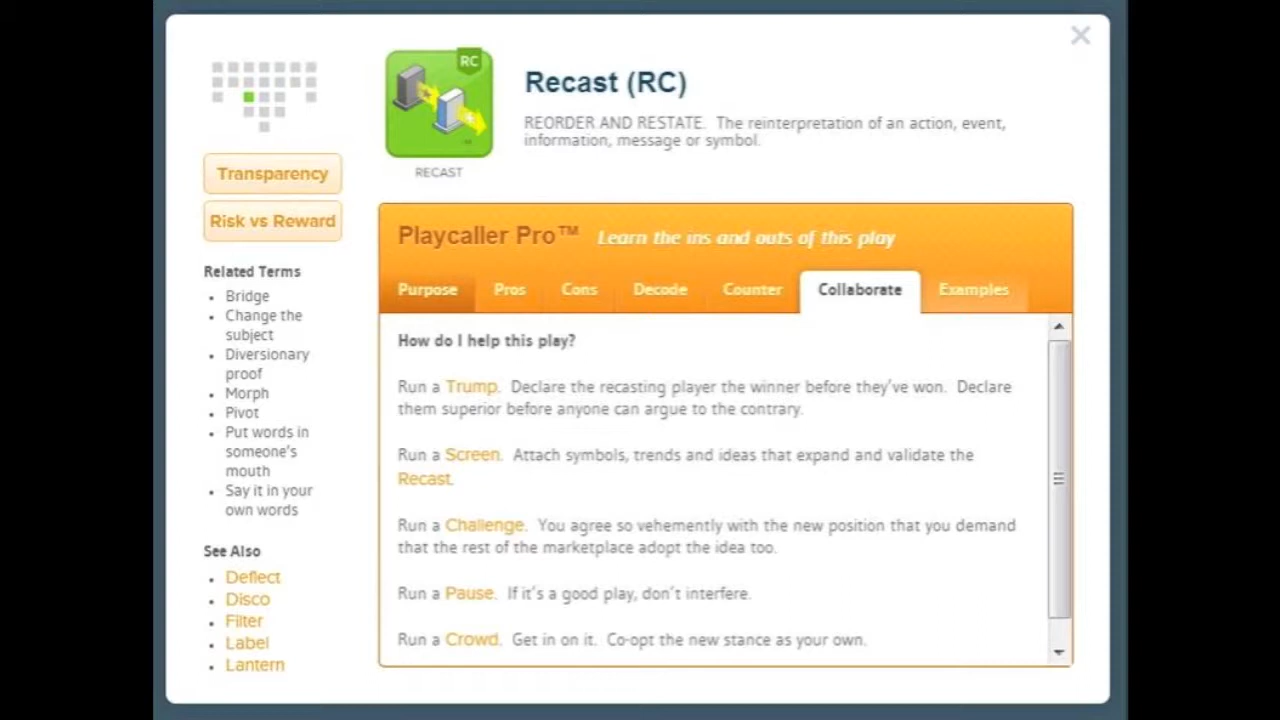 RC
RECAST
Recast (RC)
REORDER AND RESTATE. The reinterpretation of an action, event,
information, message or symbol.
Transparency
Risk vs Reward
Related Terms
Bridge
Change the
subject
Diversionary
proof
Morph
Pivot
Put words in
someone's
mouth
Say it in your
own words
See Also
Deflect
Disco
Filter
Label
Lantern
Playcaller Pro™ Learn the ins and outs of this play
Purpose Pros Cons Decode Counter Collaborate Examples
How do I help this play?
Run a Trump. Declare the recasting player the winner before they've won. Declare
them superior before anyone can argue to the contrary.
Run a Screen. Attach symbols, trends and ideas that expand and validate the
Recast.
Run a Challenge. You agree so vehemently with the new position that you demand
that the rest of the marketplace adopt the idea too.
Run a Pause. If it's a good play, don't interfere.
Run a Crowd. Get in on it. Co-opt the new stance as your own.